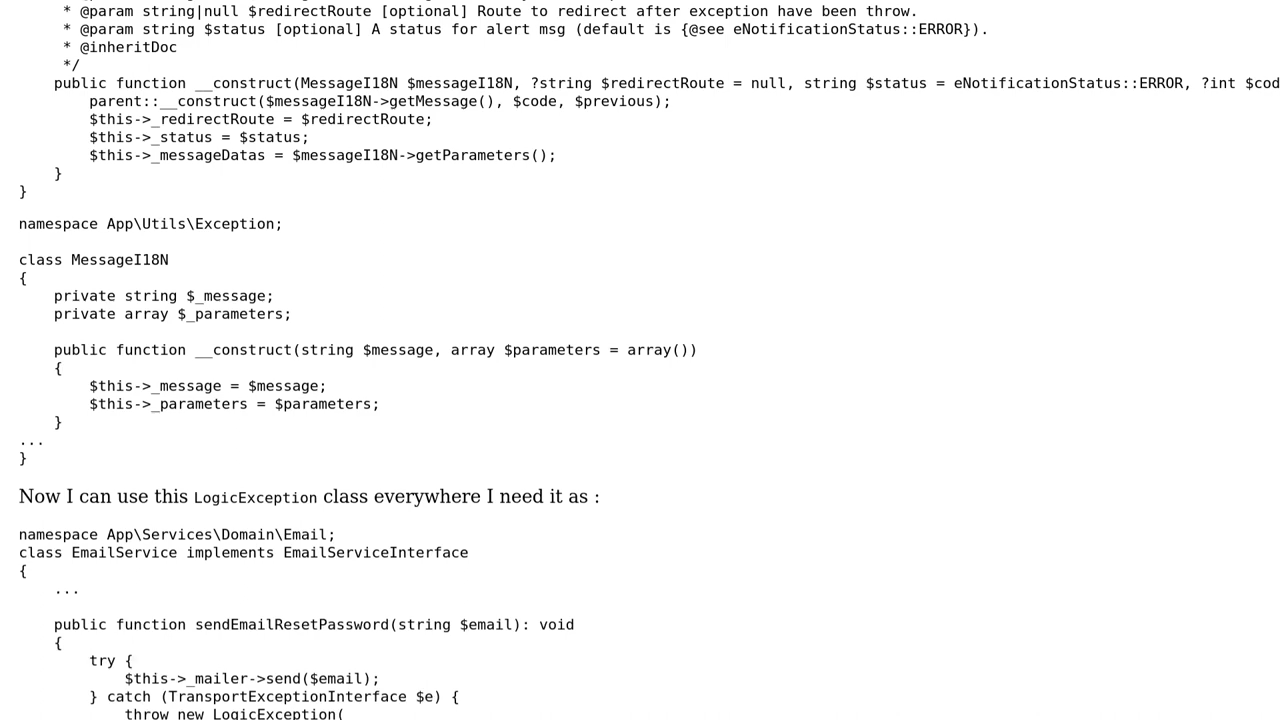 * @param string|null $redirectRoute [optional] Route to redirect after exception have been throw.
* @param string $status [optional] A status for alert msg (default is {@see eNotificationStatus::ERROR}).
* @inheritDoc
*/
public function __construct(MessageI18N $messageI18N, ?string $redirectRoute = null, string $status = eNotificationStatus::ERROR, ?int $cod
parent::__construct($messageI18N->getMessage(), $code, $previous);
$this->_redirectRoute = $redirectRoute;
$this->_status = $status;
$this->_messageDatas = $messageI18N->getParameters();
}
}
namespace App\Utils\Exception;
class MessageI18N
{
private string $_message;
private array $_parameters;
public function __construct(string $message, array $parameters = array())
{
$this->_message = $message;
$this->_parameters = $parameters;
}
...
}
Now I can use this LogicException class everywhere I need it as :
namespace App\Services\Domain\Email;
class EmailService implements EmailServiceInterface
{
...
public function sendEmailResetPassword(string $email): void
{
try {
$this->_mailer->send($email);
} catch (TransportExceptionInterface $e) {
throw new LogicException(